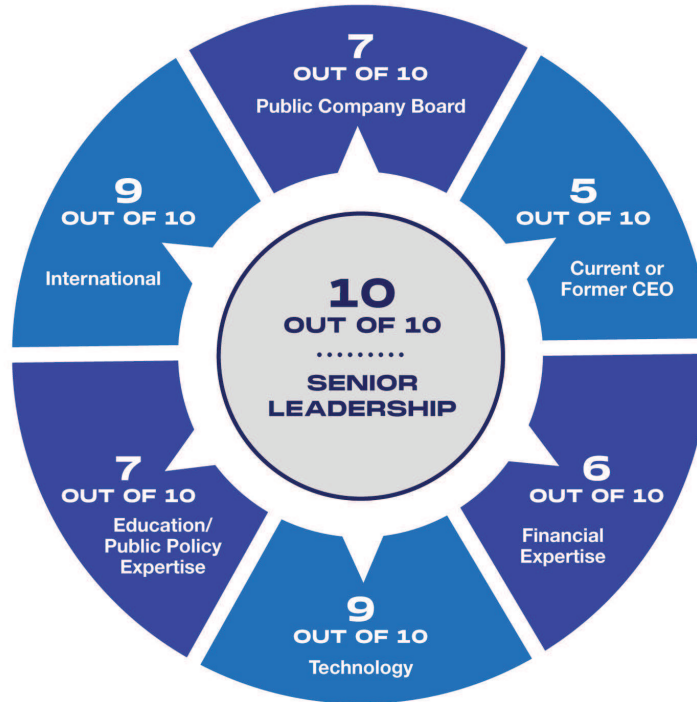 7
OUT OF 10
Public Company Board
5
OUT OF 10
Current or
Former CEO
6
OUT OF 10
Financial
Expertise
9
OUT OF 10
Technology
7
OUT OF 10
Education/
Public Policy
Expertise
9
OUT OF 10
International
10
OUT OF 10
SENIOR
LEADERSHIP